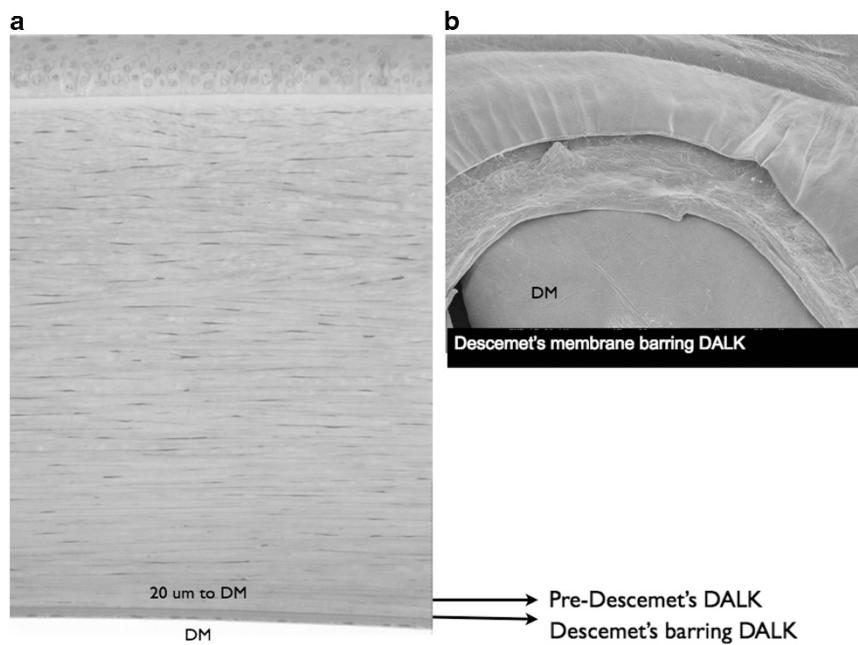 a
b
DM
Descemet's membrane barring DALK
20 um to DM
Pre-Descemet's DALK
Descemet's barring DALK
DM